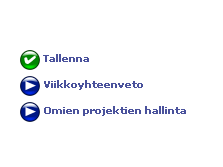 Tallenna
Viikkoyhteenveto
Omien projektien hallinta